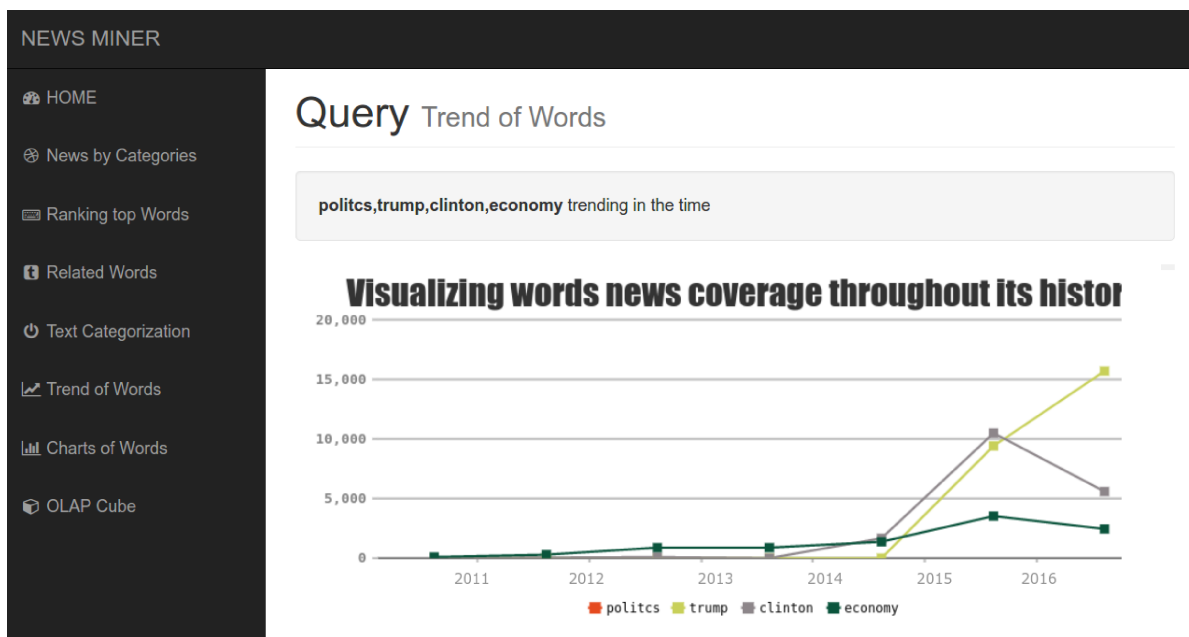 NEWS MINER
HOME
News by Categories
Ranking top Words
Related Words
Text Categorization
Trend of Words
Charts of Words
OLAP Cube
Query Trend of Words
politcs,trump,clinton,economy trending in the time
Visualizing words news coverage throughout its histor
20,000
15,000
10,000
5,000
0
2011 2012 2013 2014 2015 2016
politcs trump clinton economy